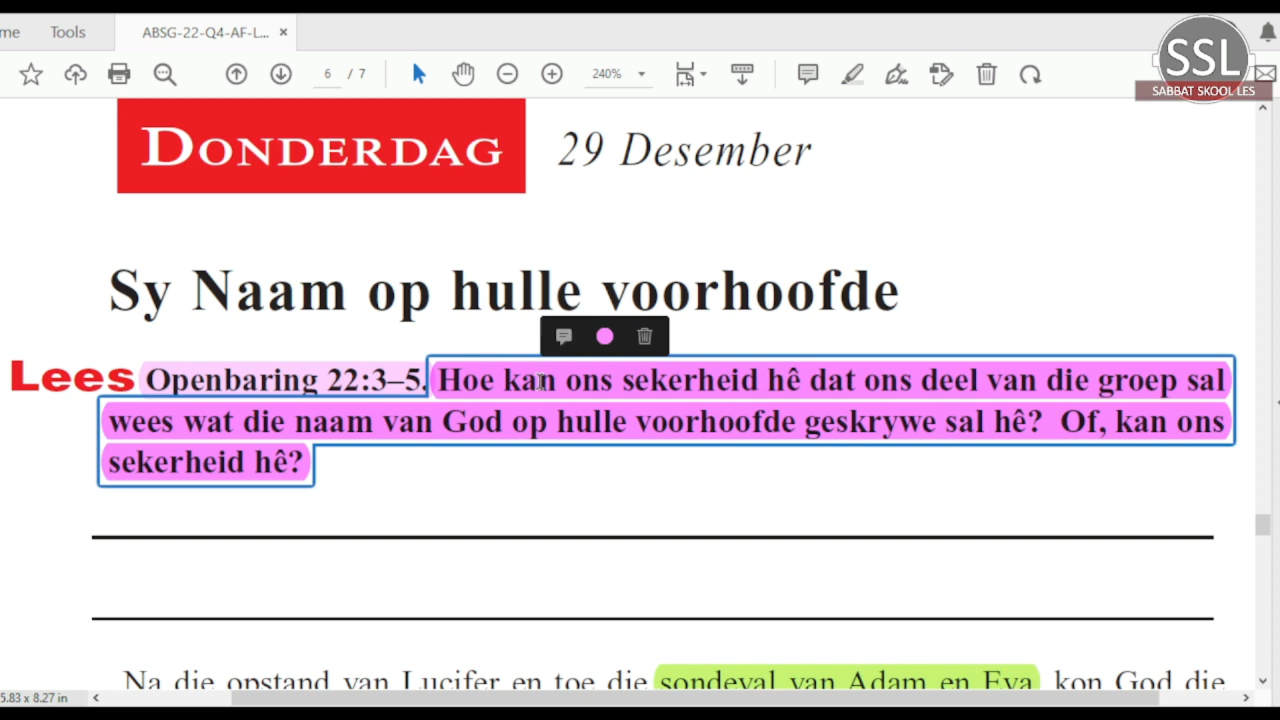 me Tools ABSG-22-Q4-AF-L... ×
SSL
SABBAT SKOOL LES
6 / 7 240%
DONDERDAG 29 Desember
Sy Naam op hulle voorhoofde
Lees Openbaring 22:3–5. Hoe kan ons sekerheid hê dat ons deel van die groep sal
wees wat die naam van God op hulle voorhoofde geskrywe sal hê? Of, kan ons
sekerheid hê?
Na die opstand van Lucifer en toe die sondeval van Adam en Eva kon God die
5.83 x 8.27 in